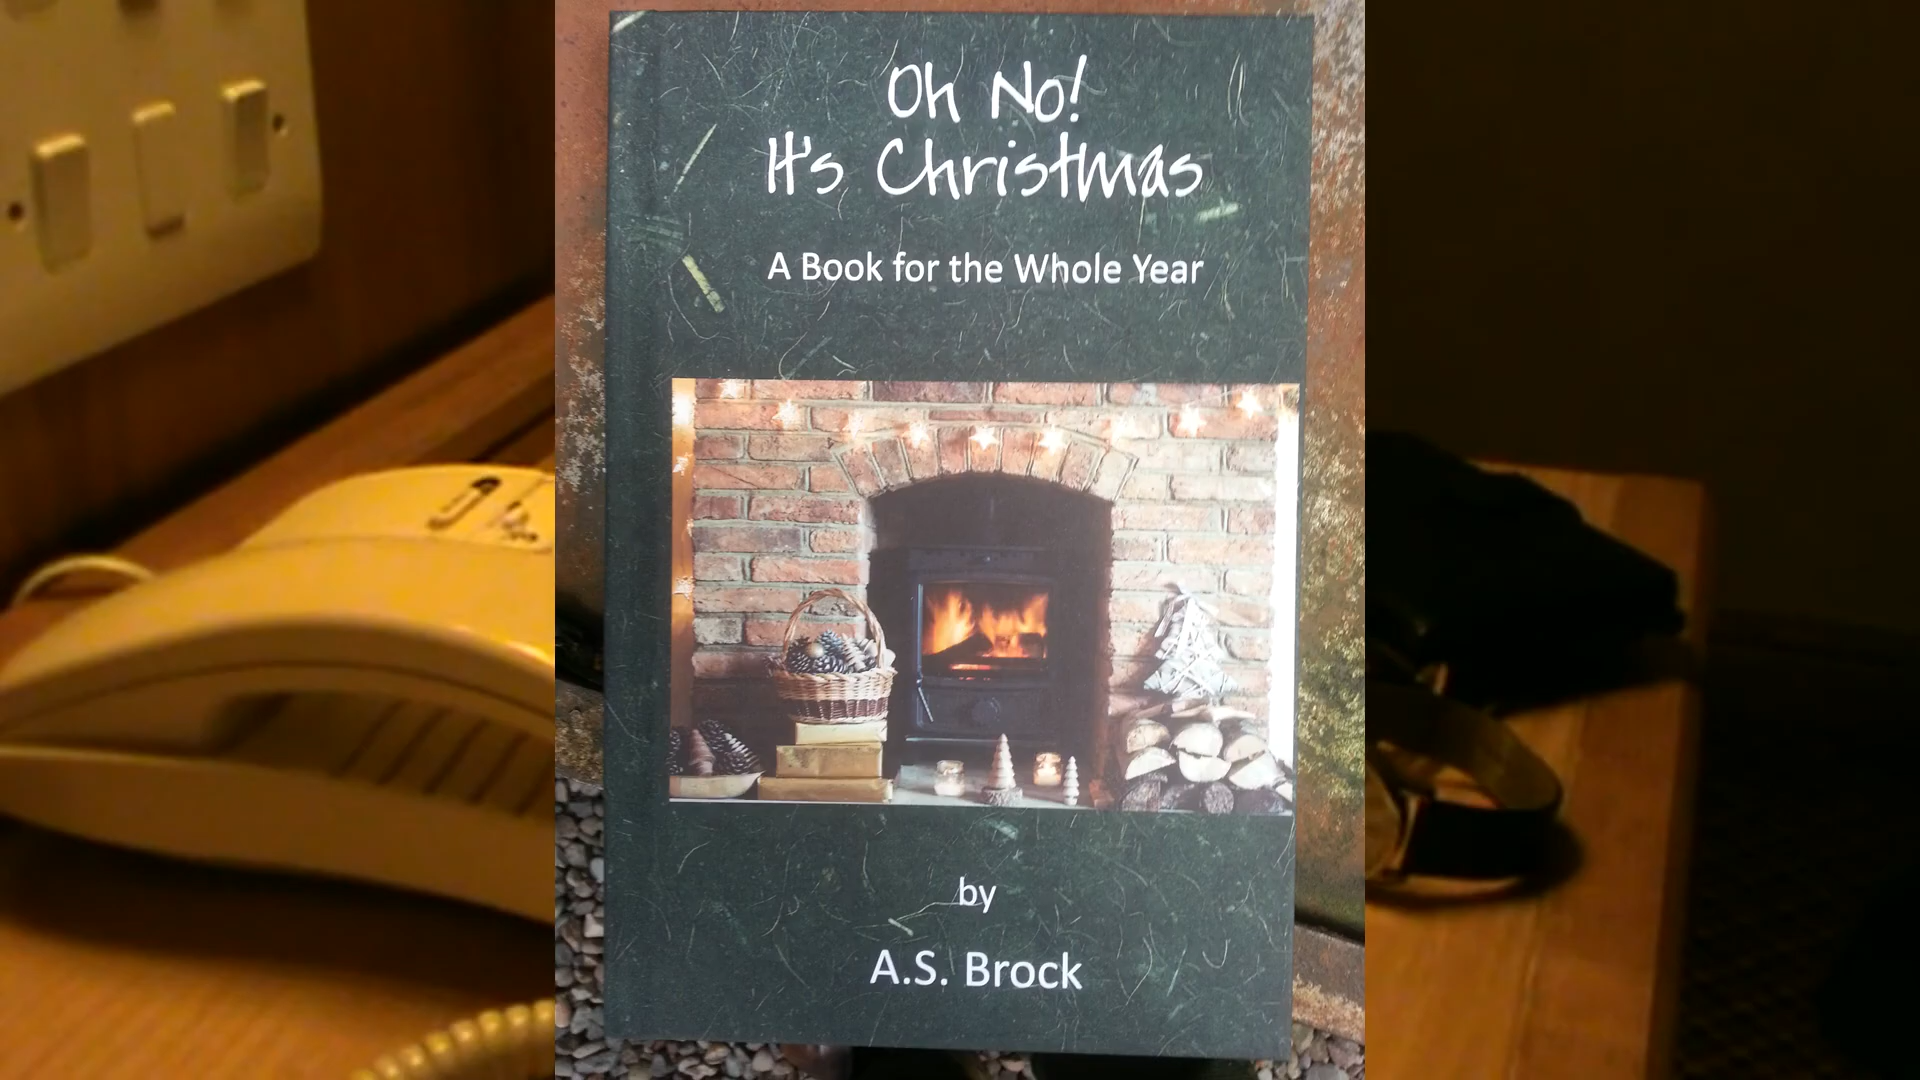 Oh No!
It's Christmas
A Book for the Whole Year
by
A.S. Brock